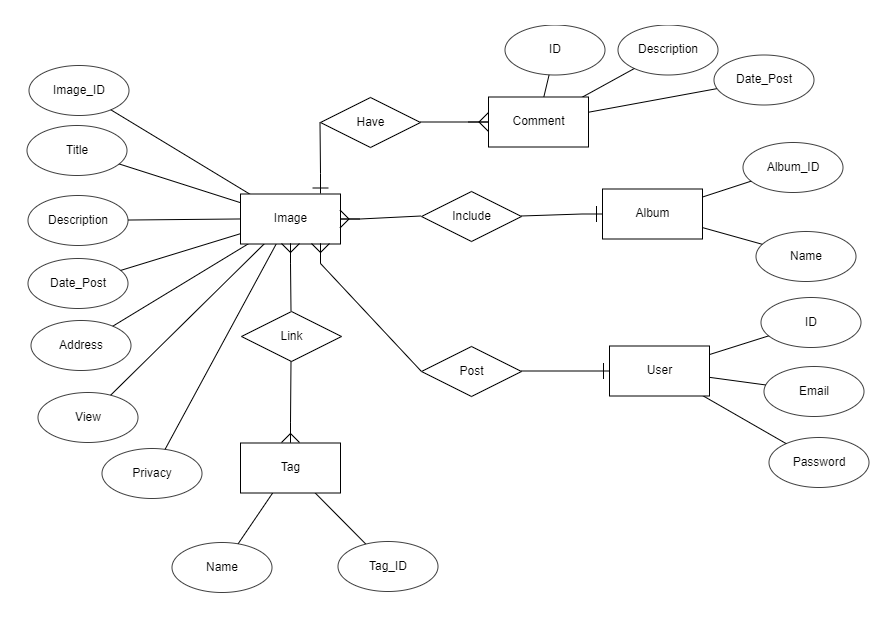 ID
Description
Date_Post
Image_ID
Have
Comment
Title
Album_ID
Image
Include
Album
Description
Name
Date_Post
Link
ID
Address
Post
User
Email
View
Privacy
Tag
Password
Name
Tag_ID